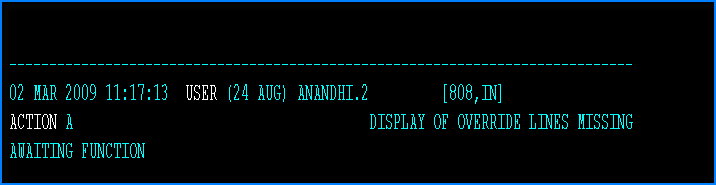 ------------------------------------------------------------------------------
02 MAR 2009 11:17:13  USER (24 AUG) ANANDHI.2         [808,IN]
ACTION A                                     DISPLAY OF OVERRIDE LINES MISSING
AWAITING FUNCTION